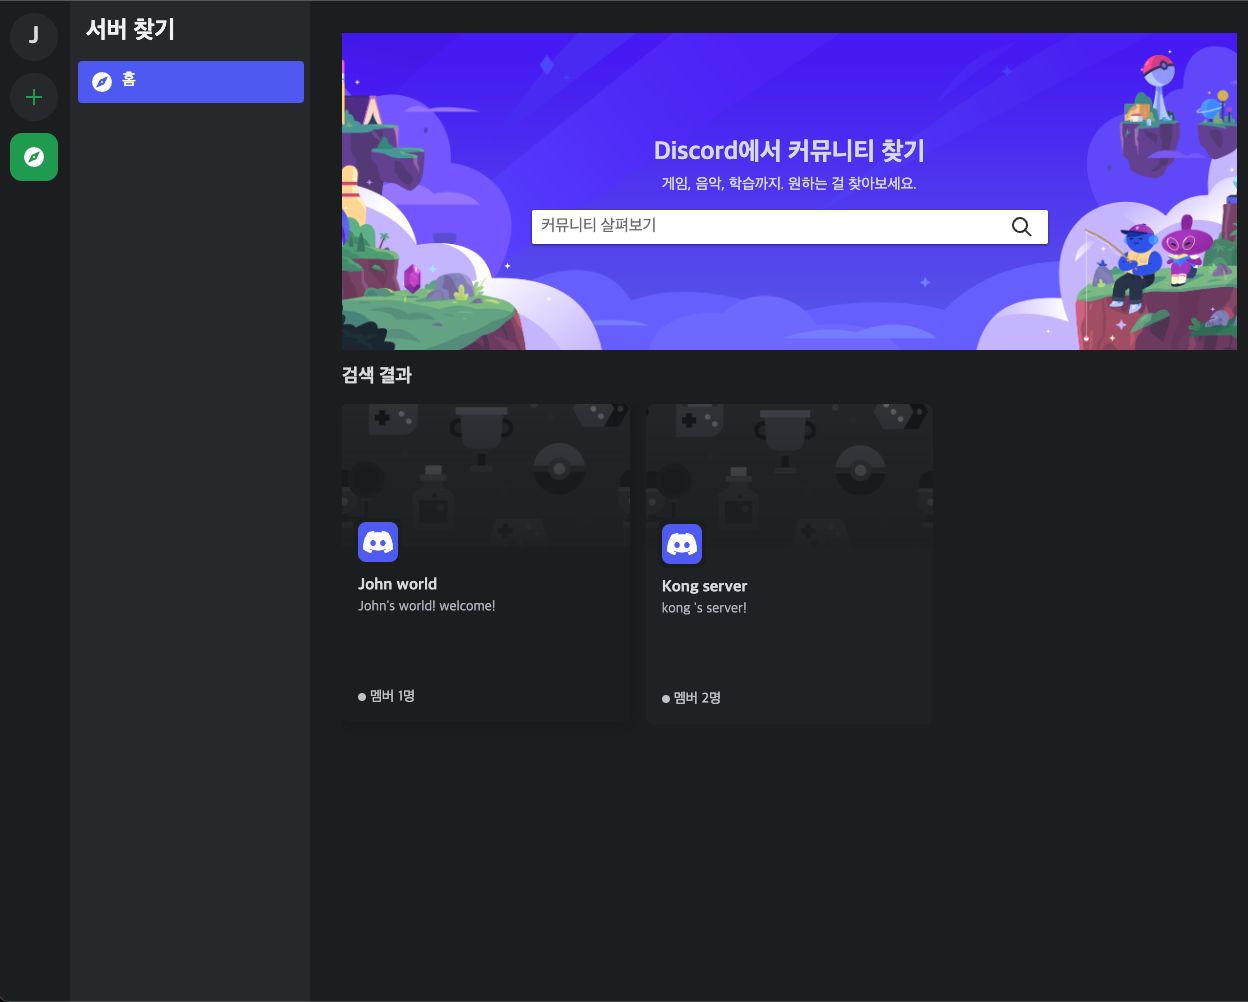 J
서버 찾기
홈
Discord에서 커뮤니티 찾기
게임, 음악, 학습까지. 원하는 걸 찾아보세요.
커뮤니티 살펴보기
검색 결과
John world
John's world! welcome!
멤버 1명
Kong server
kong 's server!
멤버 2명